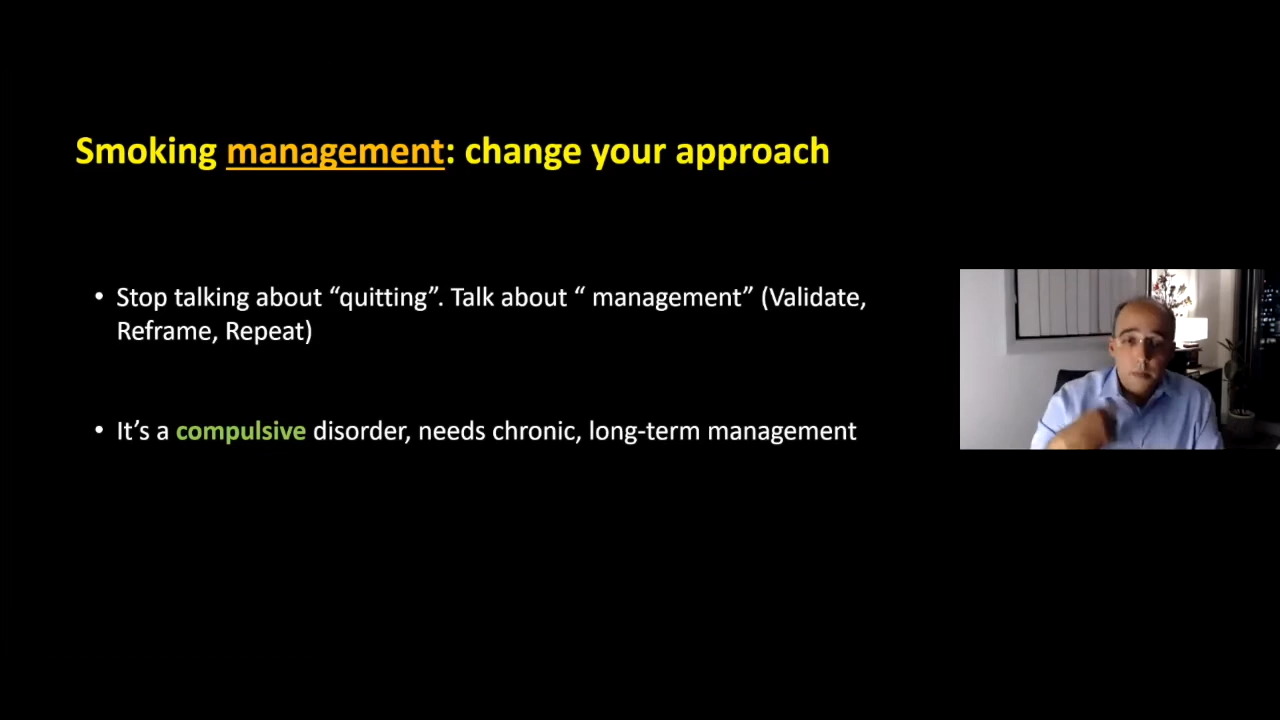 Smoking management: change your approach
• Stop talking about “quitting”. Talk about “ management” (Validate,
Reframe, Repeat)
• It’s a compulsive disorder, needs chronic, long-term management